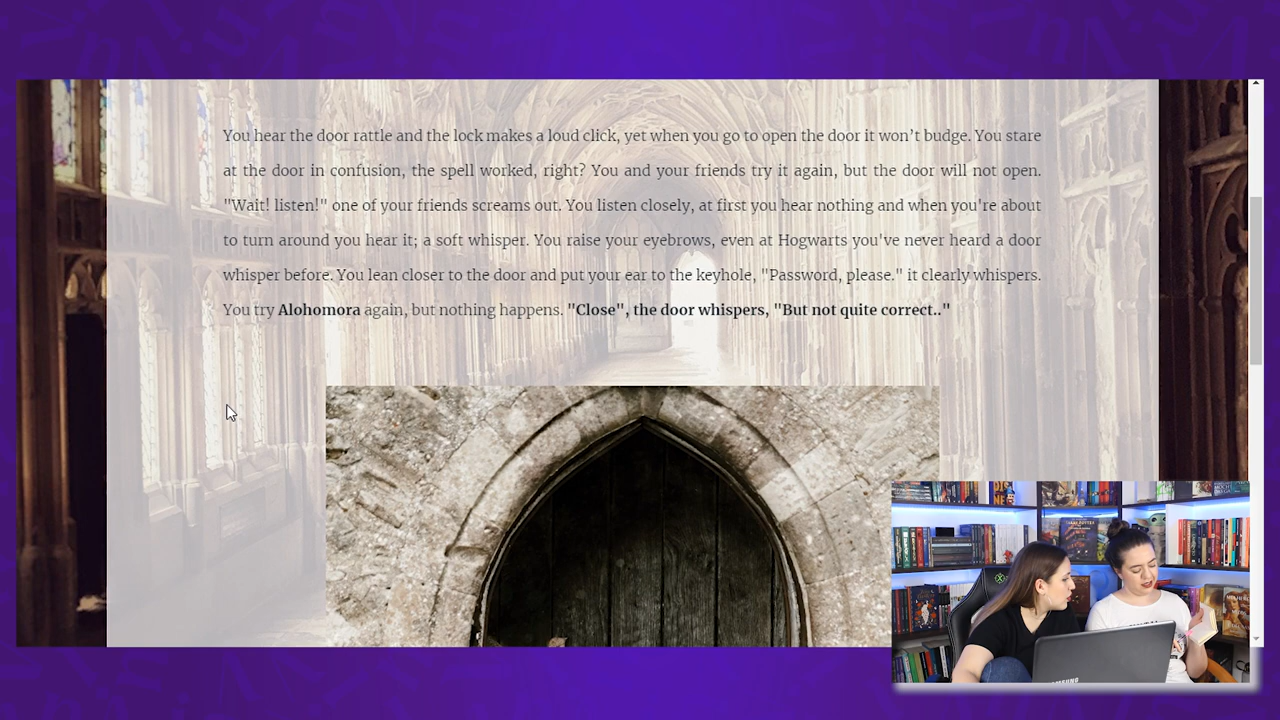 You hear the door rattle and the lock makes a loud click, yet when you go to open the door it won’t budge. You stare
at the door in confusion, the spell worked, right? You and your friends try it again, but the door will not open.
"Wait! listen!" one of your friends screams out. You listen closely, at first you hear nothing and when you're about
to turn around you hear it; a soft whisper. You raise your eyebrows, even at Hogwarts you've never heard a door
whisper before. You lean closer to the door and put your ear to the keyhole, "Password, please." it clearly whispers.
You try Alohomora again, but nothing happens. "Close", the door whispers, "But not quite correct.."
SAMSUNG